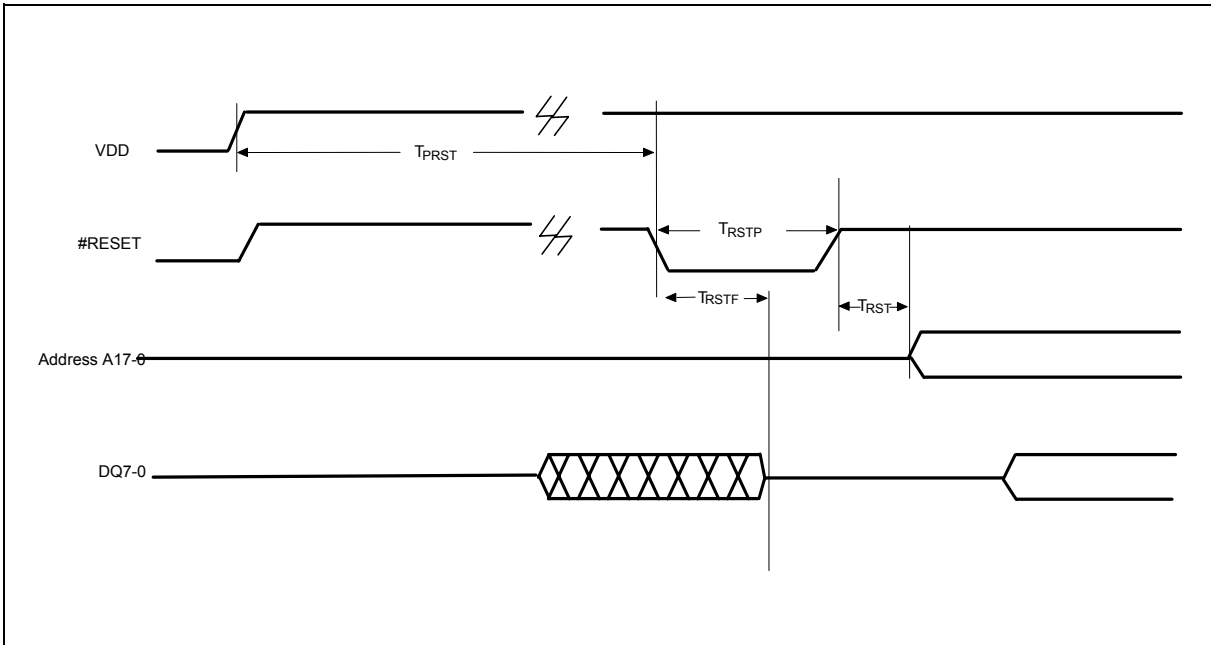 VDD
TPRST
#RESET
TRSTP
TRSTF
TRST
Address A17-0
DQ7-0